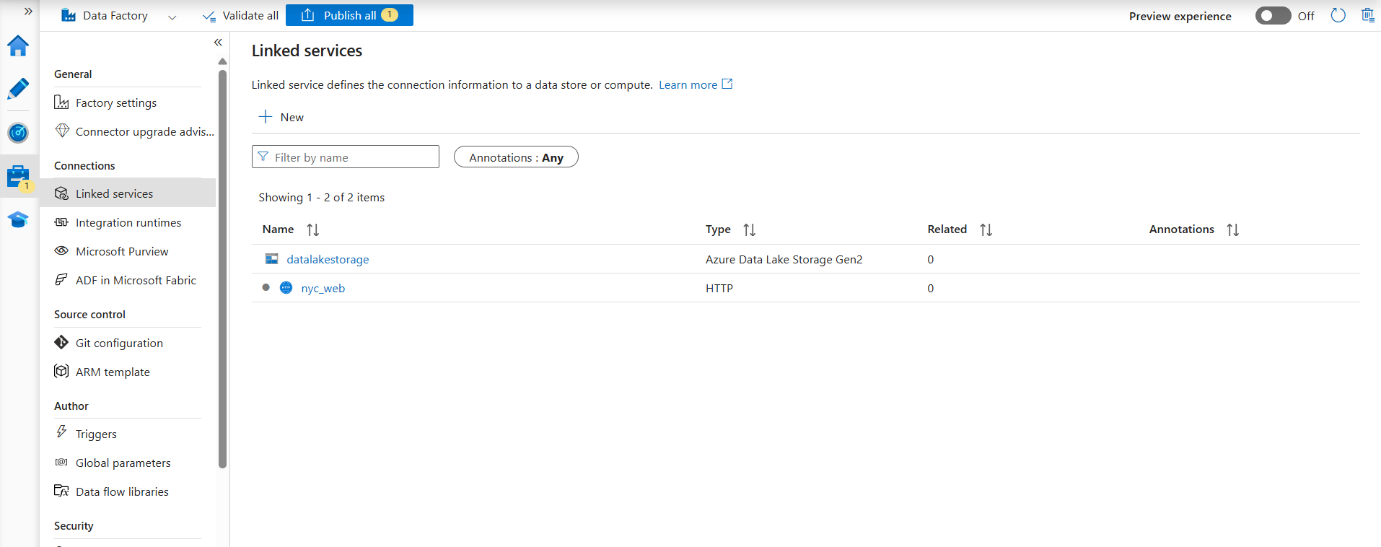 Data Factory
Validate all
Publish all 1
Preview experience
Off
General
Factory settings
Connector upgrade advis...
Connections
Linked services
Integration runtimes
Microsoft Purview
ADF in Microsoft Fabric
Source control
Git configuration
ARM template
Author
Triggers
Global parameters
Data flow libraries
Security
1
Linked services
Linked service defines the connection information to a data store or compute. Learn more
New
Filter by name
Annotations : Any
Showing 1 - 2 of 2 items
Name Type Related Annotations
datalakestorage Azure Data Lake Storage Gen2 0
nyc_web HTTP 0